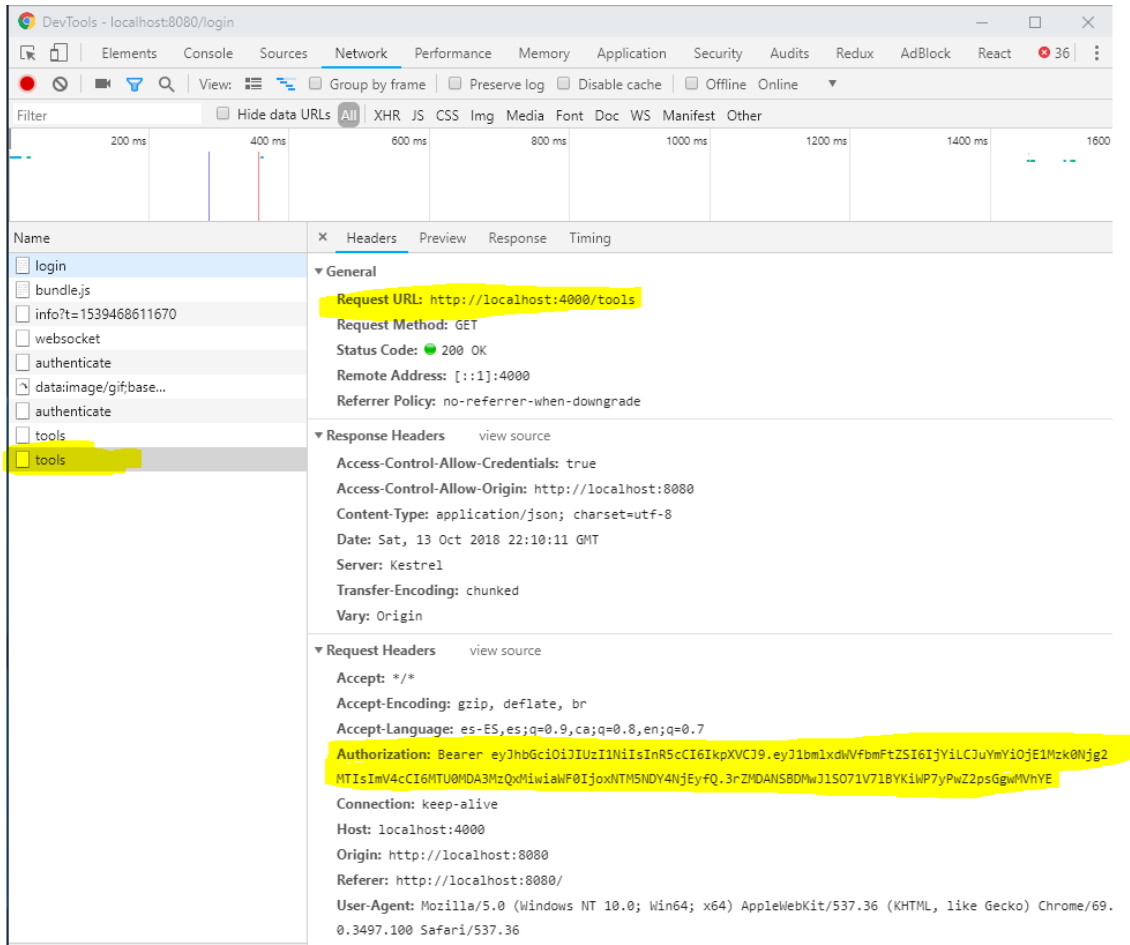 DevTools - localhost:8080/login
Elements Console Sources Network Performance Memory Application Security Audits Redux AdBlock React 36
View: Group by frame Preserve log Disable cache Offline Online
Filter Hide data URLs All XHR JS CSS Img Media Font Doc WS Manifest Other
200 ms 400 ms 600 ms 800 ms 1000 ms 1200 ms 1400 ms 1600
Name
login
bundle.js
info?t=1539468611670
websocket
authenticate
data:image/gif;base...
authenticate
tools
tools
× Headers Preview Response Timing
General
Request URL: http://localhost:4000/tools
Request Method: GET
Status Code: 200 OK
Remote Address: [::1]:4000
Referrer Policy: no-referrer-when-downgrade
Response Headers view source
Access-Control-Allow-Credentials: true
Access-Control-Allow-Origin: http://localhost:8080
Content-Type: application/json; charset=utf-8
Date: Sat, 13 Oct 2018 22:10:11 GMT
Server: Kestrel
Transfer-Encoding: chunked
Vary: Origin
Request Headers view source
Accept: */*
Accept-Encoding: gzip, deflate, br
Accept-Language: es-ES,es;q=0.9,ca;q=0.8,en;q=0.7
Authorization: Bearer eyJhbGciOiJIUzI1NiIsInR5cCI6IkpXVCJ9.eyJ1bmlxdWVfbmFtZSI6IjYiLCJuYmYiOjE1Mzk0Njg2
MTIsImV4cCI6MTU0MDA3MzQxMiwiaWF0IjoxNTM5NDY4NjEyfQ.3rZMDANSBDMwJlSO71V7lBYKiWP7yPwZ2psGgwMVhYE
Connection: keep-alive
Host: localhost:4000
Origin: http://localhost:8080
Referer: http://localhost:8080/
User-Agent: Mozilla/5.0 (Windows NT 10.0; Win64; x64) AppleWebKit/537.36 (KHTML, like Gecko) Chrome/69.
0.3497.100 Safari/537.36